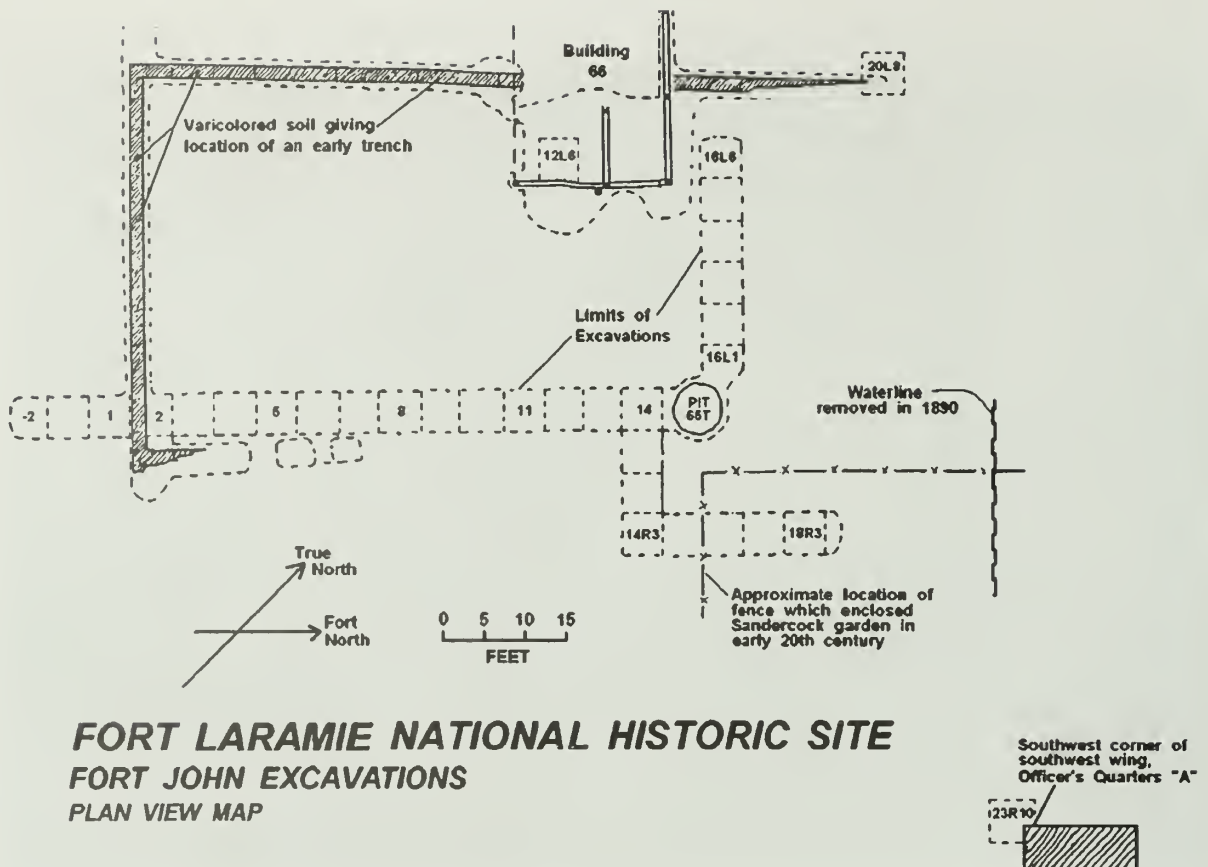 Building
66
20L9
Varicolored soil giving
location of an early trench
12L6
16L6
Limits of
Excavations
16L1
Waterline
removed in 1890
-2
1
2
5
8
11
14
PIT
65T
14R3
18R3
True
North
Fort
North
0 5 10 15
FEET
Approximate location of
fence which enclosed
Sandercock garden in
early 20th century
FORT LARAMIE NATIONAL HISTORIC SITE
FORT JOHN EXCAVATIONS
PLAN VIEW MAP
Southwest corner of
southwest wing,
Officer's Quarters "A"
23R10